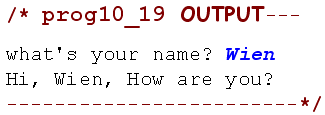 /* prog10_19 OUTPUT---
what's your name? Wien
Hi, Wien, How are you?
------------------------*/